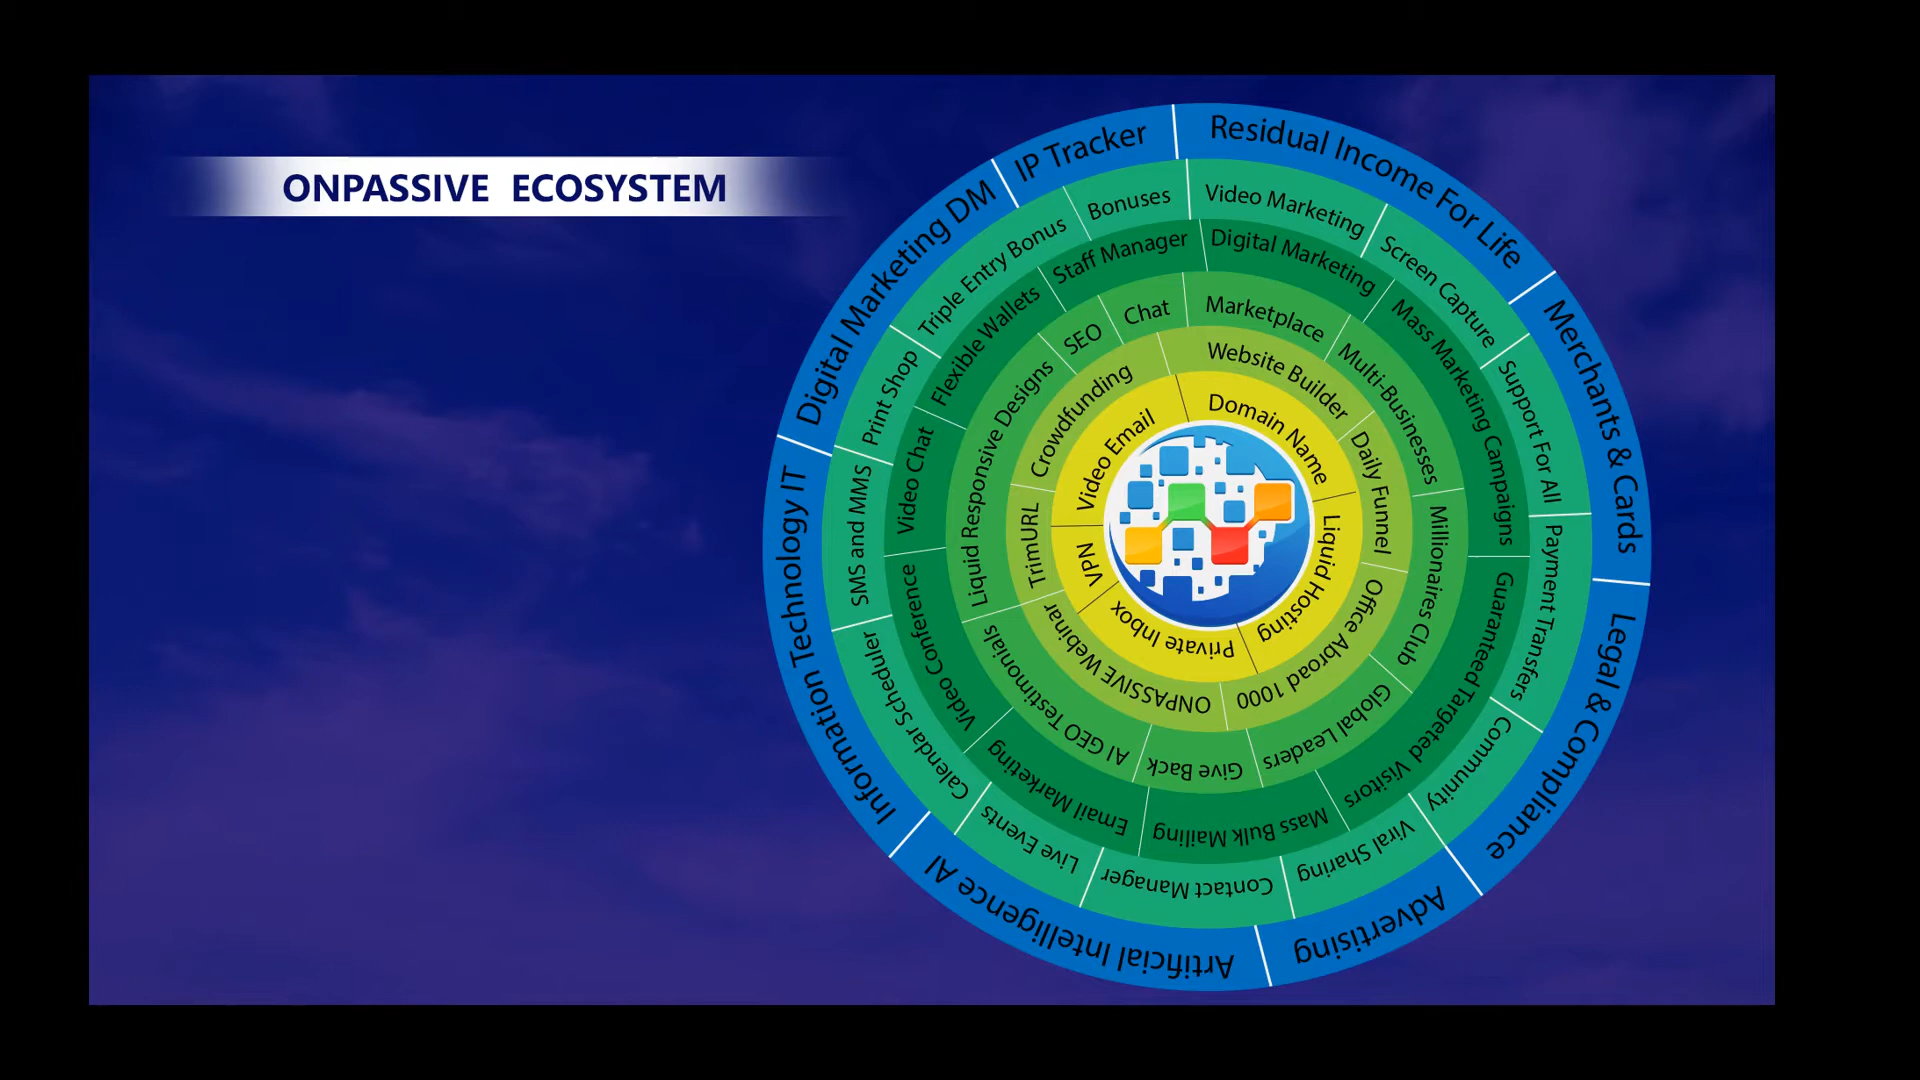 ONPASSIVE ECOSYSTEM
Residual Income For Life
Merchants & Cards
Legal & Compliance
Advertising
Artificial Intelligence AI
Information Technology IT
Digital Marketing DM
IP Tracker
Video Marketing
Screen Capture
Support For All
Payment Transfers
Community
Viral Sharing
Contact Manager
Live Events
Calendar Scheduler
SMS and MMS
Print Shop
Triple Entry Bonus
Bonuses
Digital Marketing
Mass Marketing Campaigns
Guaranteed Targeted Visitors
Mass Bulk Mailing
Email Marketing
Video Conference
Video Chat
Flexible Wallets
Staff Manager
Marketplace
Multi-Businesses
Millionaires Club
Global Leaders
Give Back
AI GEO Testimonials
Liquid Responsive Designs
SEO
Chat
Website Builder
Daily Funnel
Office Abroad 1000
ONPASSIVE Webinar
TrimURL
Crowdfunding
Domain Name
Liquid Hosting
Private Inbox
VPN
Video Email